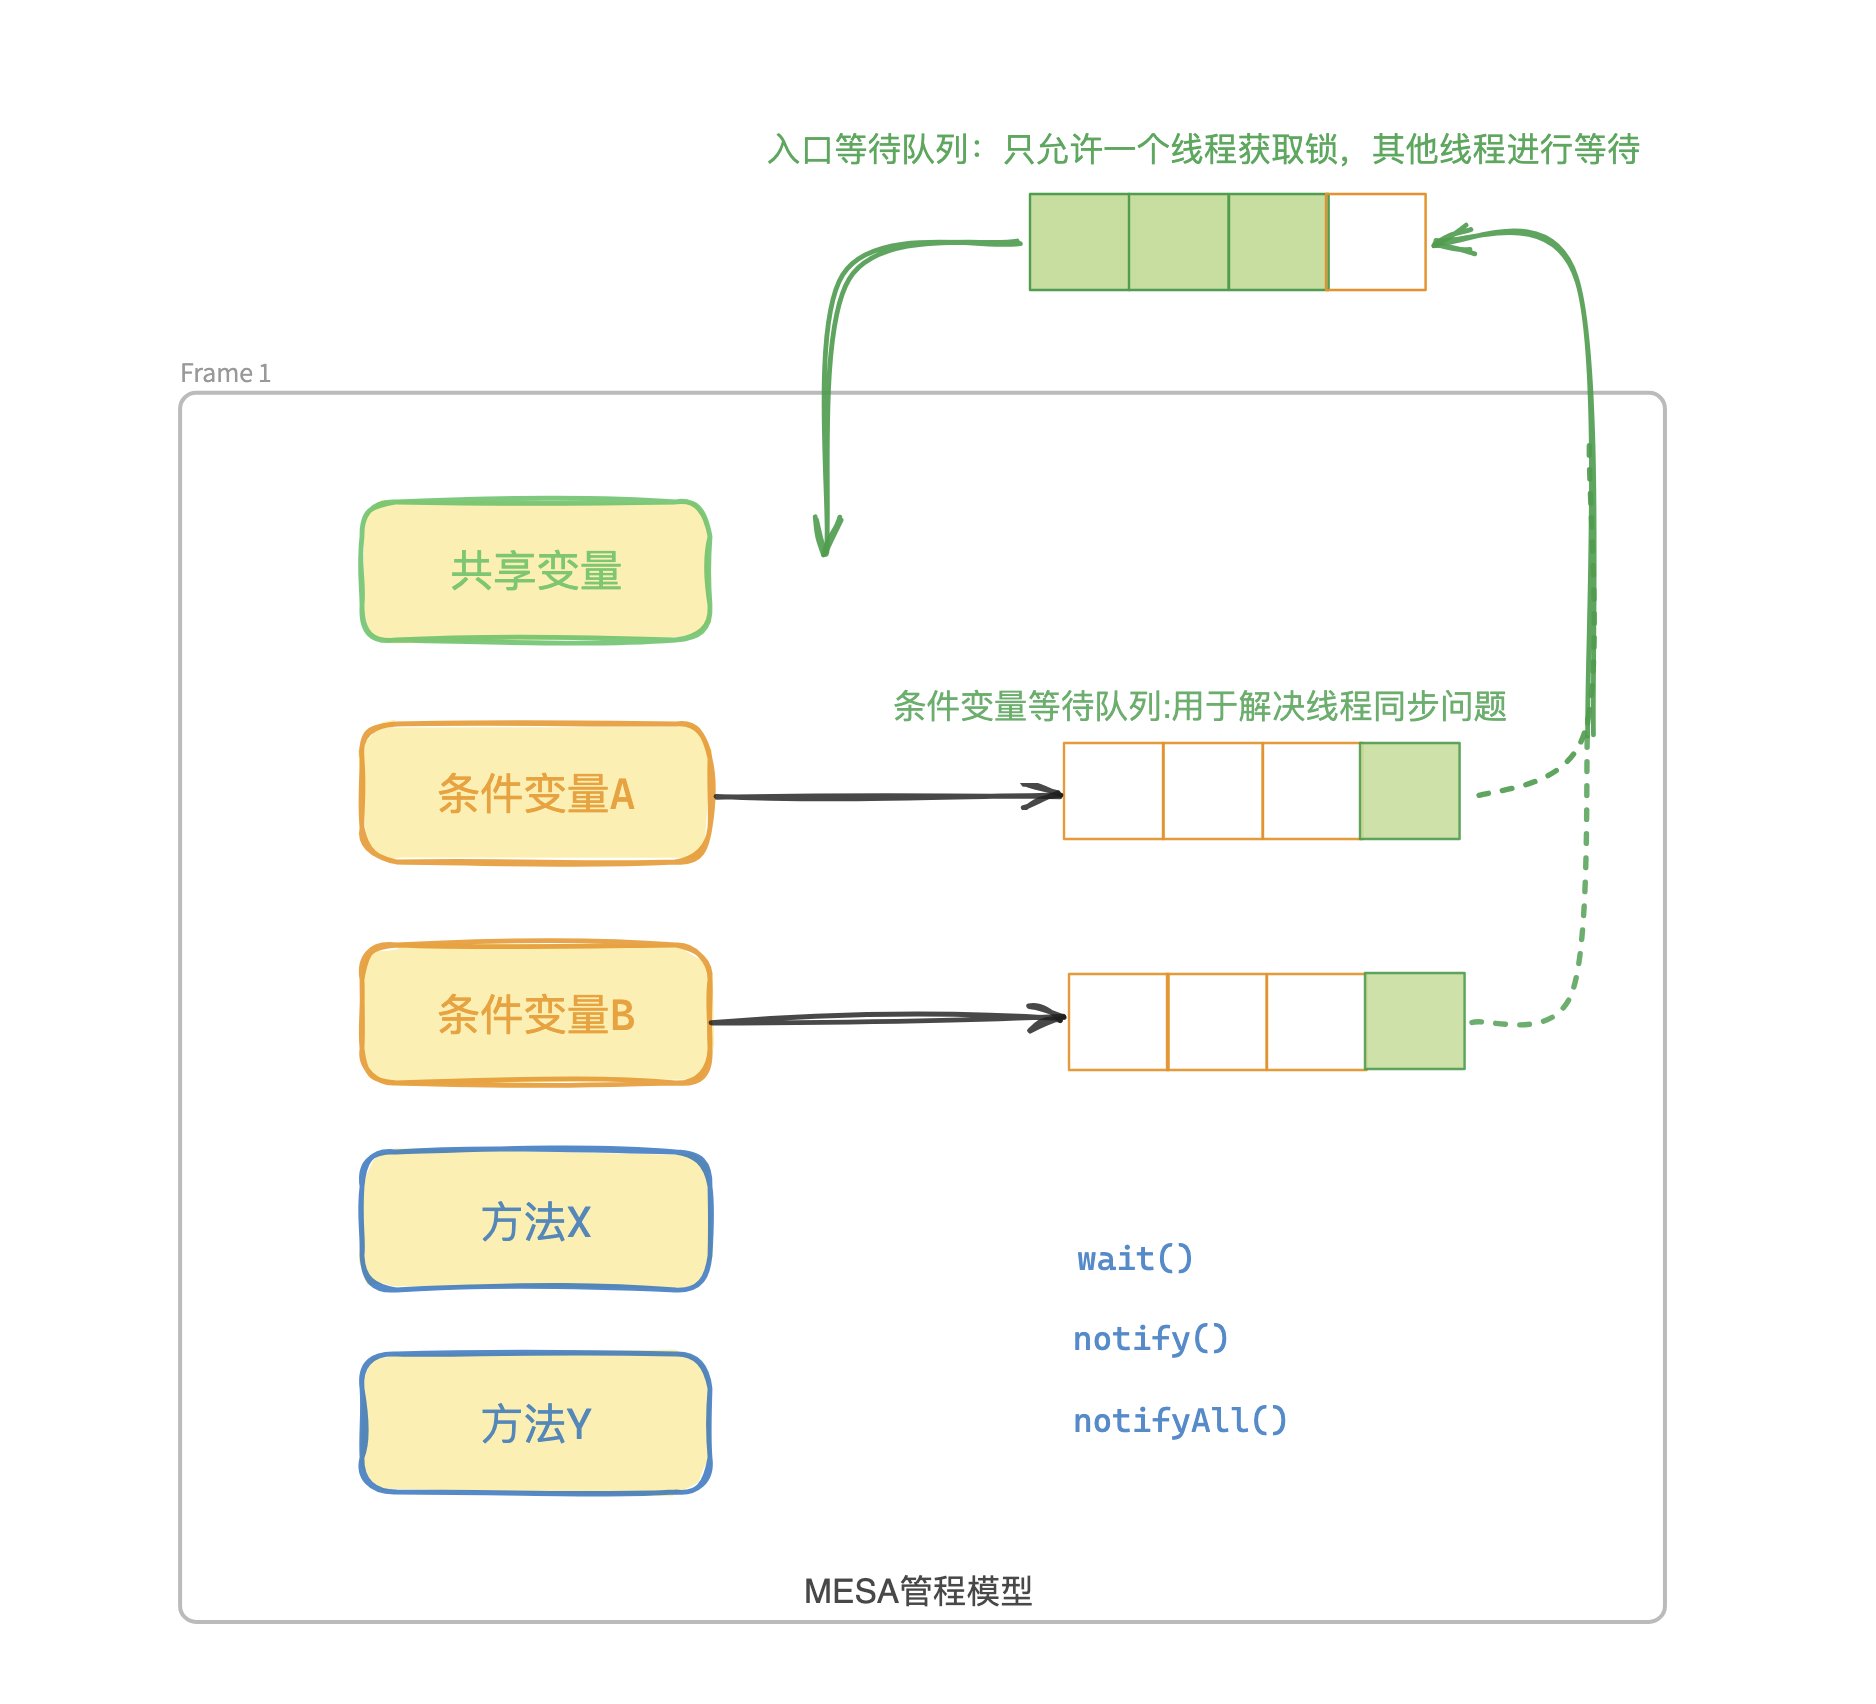 入口等待队列：只允许一个线程获取锁，其他线程进行等待
Frame 1
共享变量
条件变量等待队列:用于解决线程同步问题
条件变量A
条件变量B
方法X
wait()
notify()
方法Y
notifyAll()
MESA管程模型